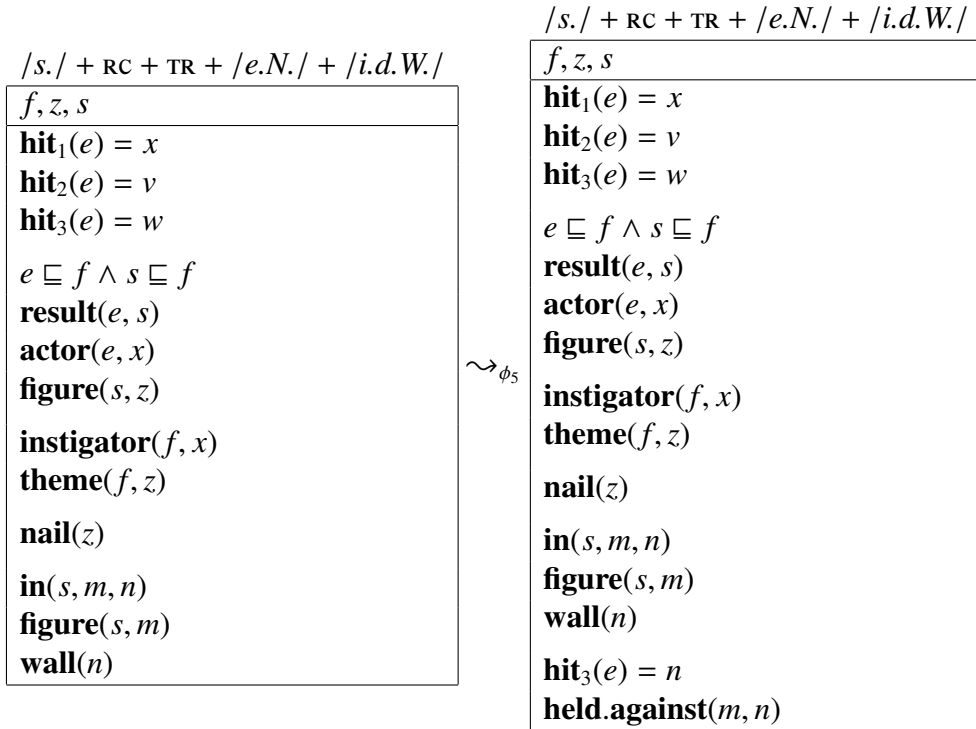 /s./ + RC + TR + /e.N./ + /i.d.W./
f, z, s
hit₁(e) = x
hit₂(e) = v
hit₃(e) = w
e ⊑ f ∧ s ⊑ f
result(e, s)
actor(e, x)
figure(s, z)
instigator(f, x)
theme(f, z)
nail(z)
in(s, m, n)
figure(s, m)
wall(n)
⤳ϕ₅
/s./ + RC + TR + /e.N./ + /i.d.W./
f, z, s
hit₁(e) = x
hit₂(e) = v
hit₃(e) = w
e ⊑ f ∧ s ⊑ f
result(e, s)
actor(e, x)
figure(s, z)
instigator(f, x)
theme(f, z)
nail(z)
in(s, m, n)
figure(s, m)
wall(n)
hit₃(e) = n
held.against(m, n)